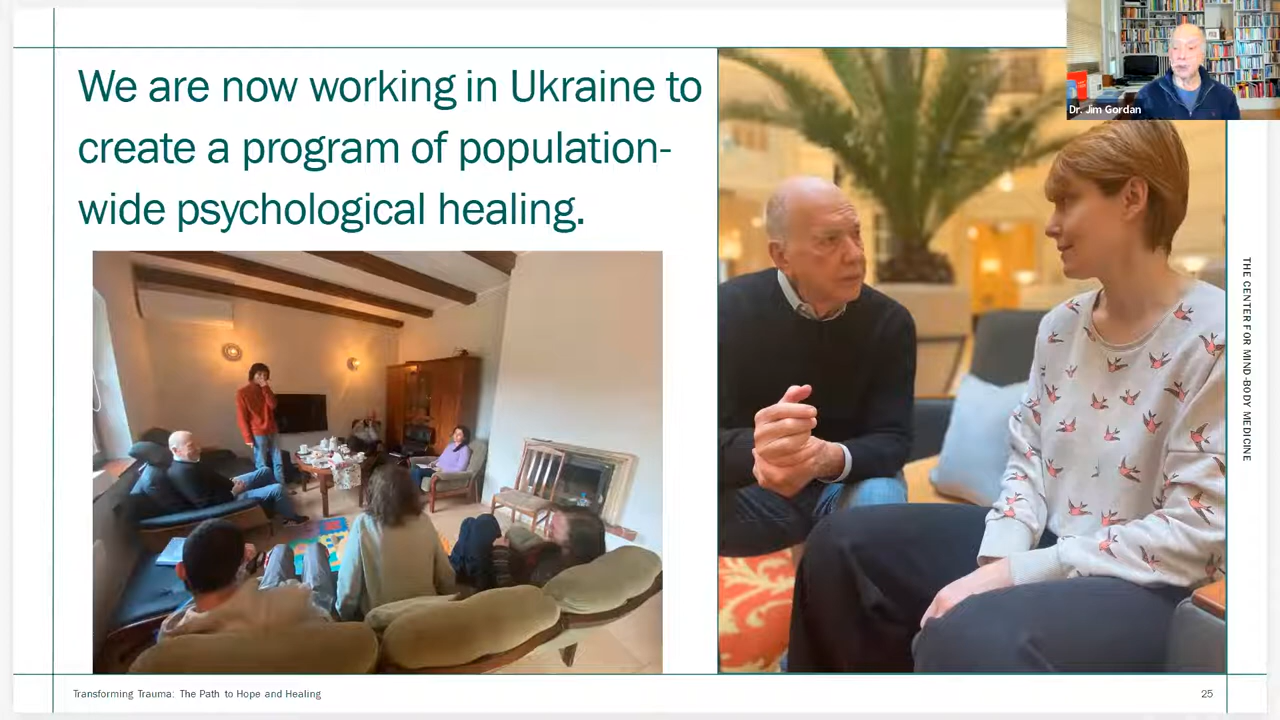 We are now working in Ukraine to
create a program of population-
wide psychological healing.
Dr. Jim Gordon
THE CENTER FOR MIND-BODY MEDICINE
Transforming Trauma: The Path to Hope and Healing
25